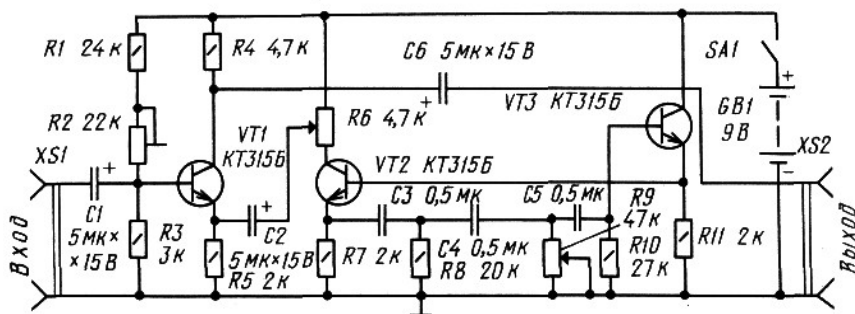 R1 24к
R4 4,7к
C6 5мк×15В
SA1
R2 22к
VT3 КТ315Б
GB1
9В
R6 4,7к
XS1
VT1
КТ315Б
VT2 КТ315Б
XS2
C1
5мк×
×15В
R3
3к
C2
5мк×15В
R5 2к
C3 0,5мк
R7 2к
C4 0,5мк
R8 20к
C5 0,5мк
R9
47к
R10
27к
R11 2к
Вход
Выход